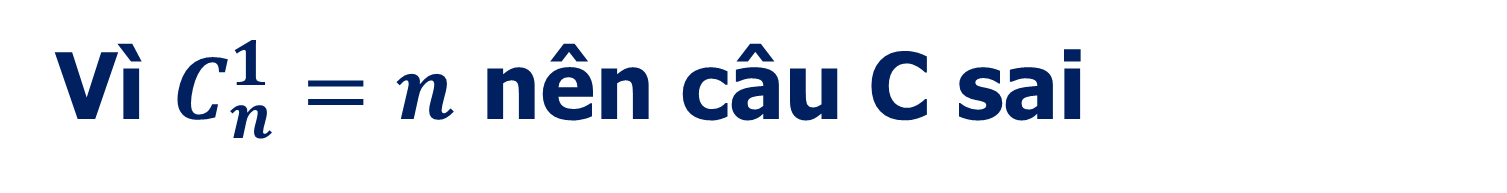 Vì $C_n^1 = n$ nên câu C sai